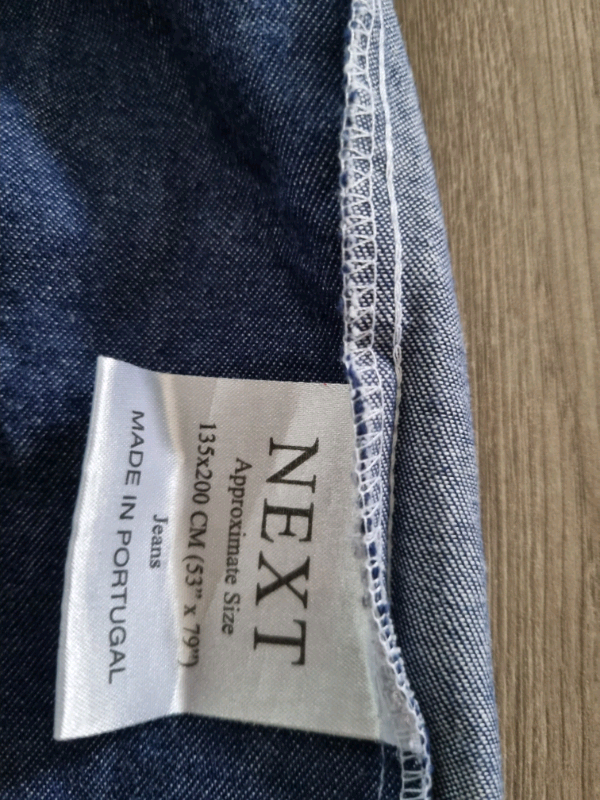 NEXT
Approximate Size
135x200 CM (53" x 79")
Jeans
MADE IN PORTUGAL